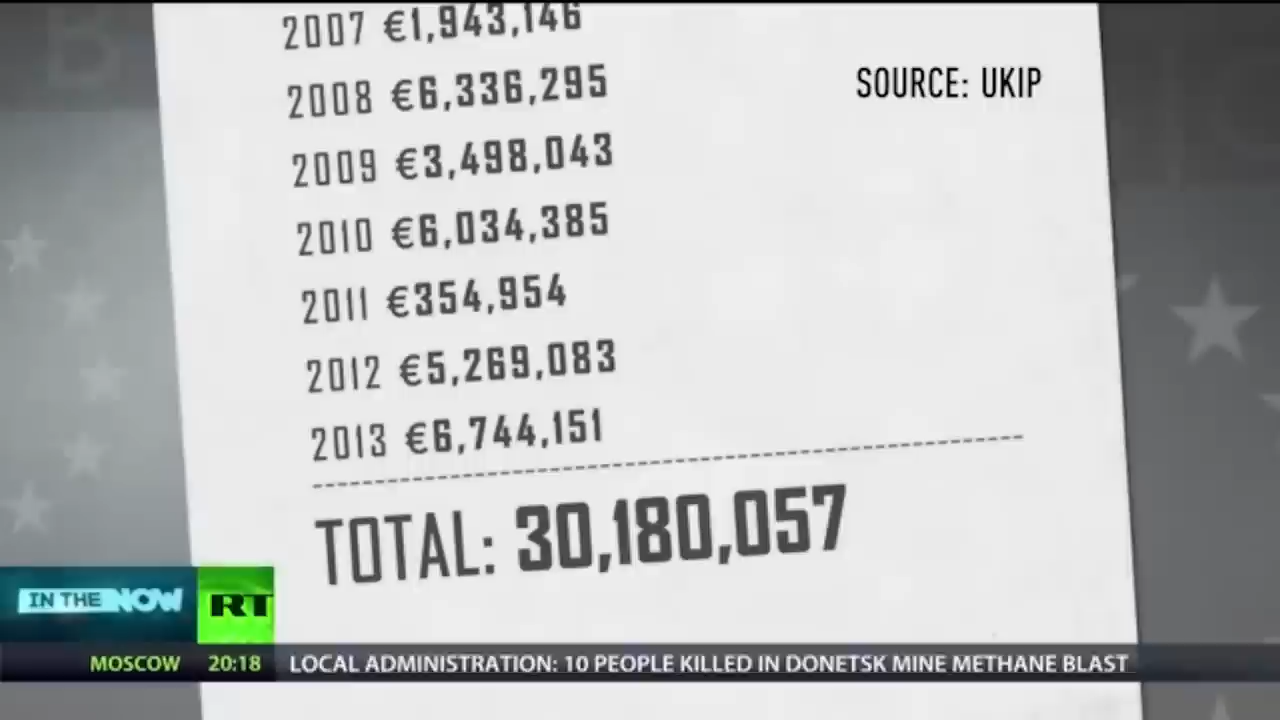 2007 €1,943,146
SOURCE: UKIP
2008 €6,336,295
2009 €3,498,043
2010 €6,034,385
2011 €354,954
2012 €5,269,083
2013 €6,744,151
TOTAL: 30,180,057
IN THE NOW RT
MOSCOW 20:18 LOCAL ADMINISTRATION: 10 PEOPLE KILLED IN DONETSK MINE METHANE BLAST